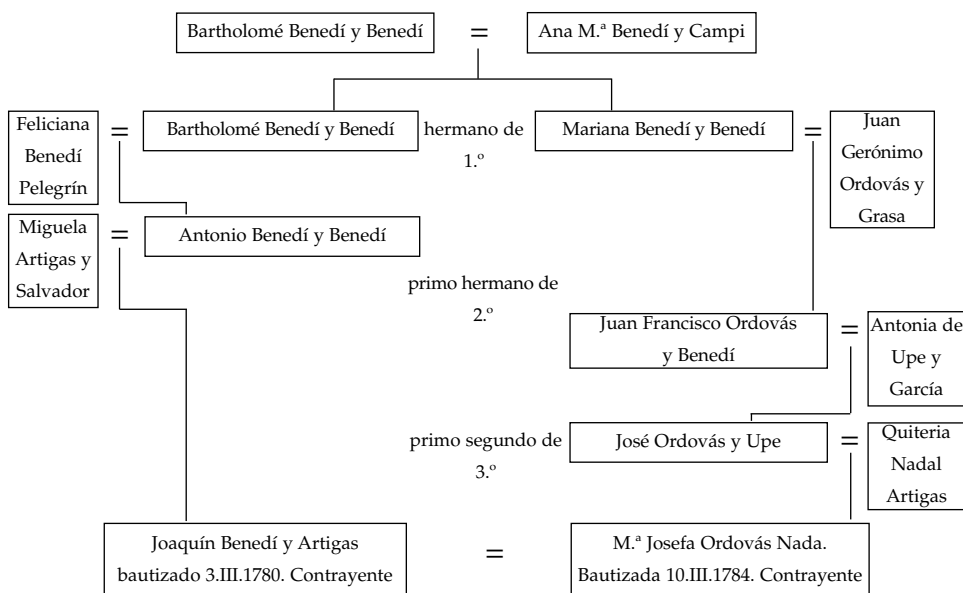 Bartholomé Benedí y Benedí = Ana M.ª Benedí y Campi
Feliciana
Benedí
Pelegrín
=
Bartholomé Benedí y Benedí
hermano de
1.º
Mariana Benedí y Benedí
=
Juan
Gerónimo
Ordovás y
Grasa
Miguela
Artigas y
Salvador
=
Antonio Benedí y Benedí
primo hermano de
2.º
Juan Francisco Ordovás
y Benedí
=
Antonia de
Upe y
García
primo segundo de
3.º
José Ordovás y Upe
=
Quiteria
Nadal
Artigas
Joaquín Benedí y Artigas
bautizado 3.III.1780. Contrayente
=
M.ª Josefa Ordovás Nada.
Bautizada 10.III.1784. Contrayente